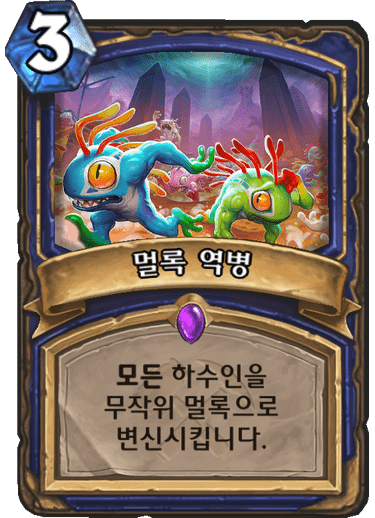 3
멀록 역병
모든 하수인을
무작위 멀록으로
변신시킵니다.